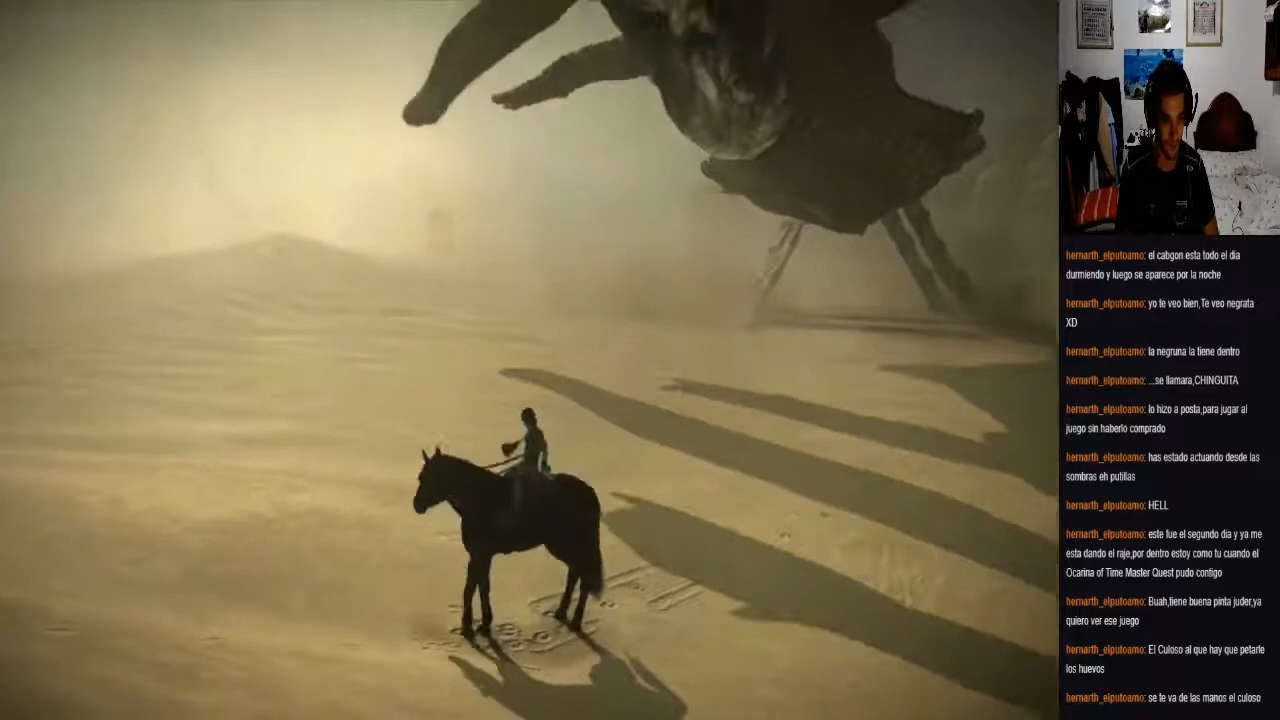 hernarth_elputoamo: el cabgon esta todo el dia
durmiendo y luego se aparece por la noche
hernarth_elputoamo: yo te veo bien,Te veo negrata
XD
hernarth_elputoamo: la negruna la tiene dentro
hernarth_elputoamo: ...se llamara,CHINGUITA
hernarth_elputoamo: lo hizo a posta,para jugar al
juego sin haberlo comprado
hernarth_elputoamo: has estado actuando desde las
sombras eh putillas
hernarth_elputoamo: HELL
hernarth_elputoamo: este fue el segundo dia y ya me
esta dando el raje,por dentro estoy como tu cuando el
Ocarina of Time Master Quest pudo contigo
hernarth_elputoamo: Buah,tiene buena pinta juder,ya
quiero ver ese juego
hernarth_elputoamo: El Culoso al que hay que petarle
los huevos
hernarth_elputoamo: se te va de las manos el culoso